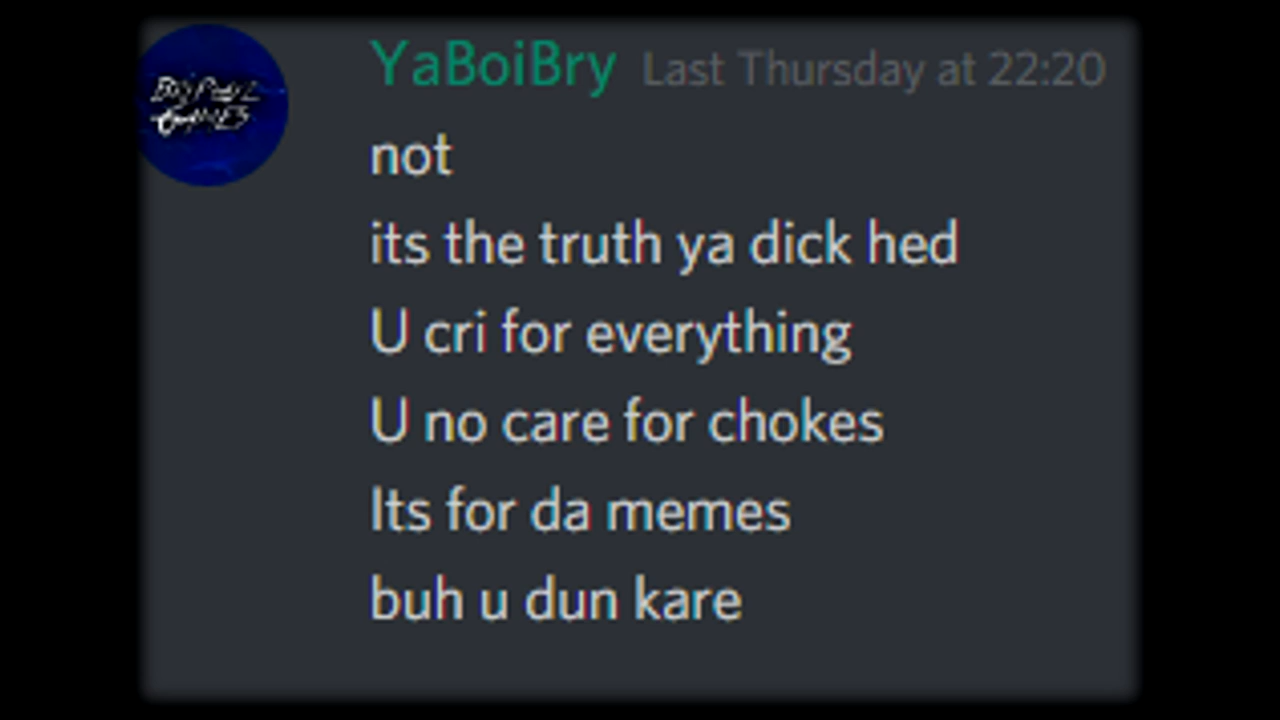 YaBoiBry Last Thursday at 22:20
not
its the truth ya dick hed
U cri for everything
U no care for chokes
Its for da memes
buh u dun kare